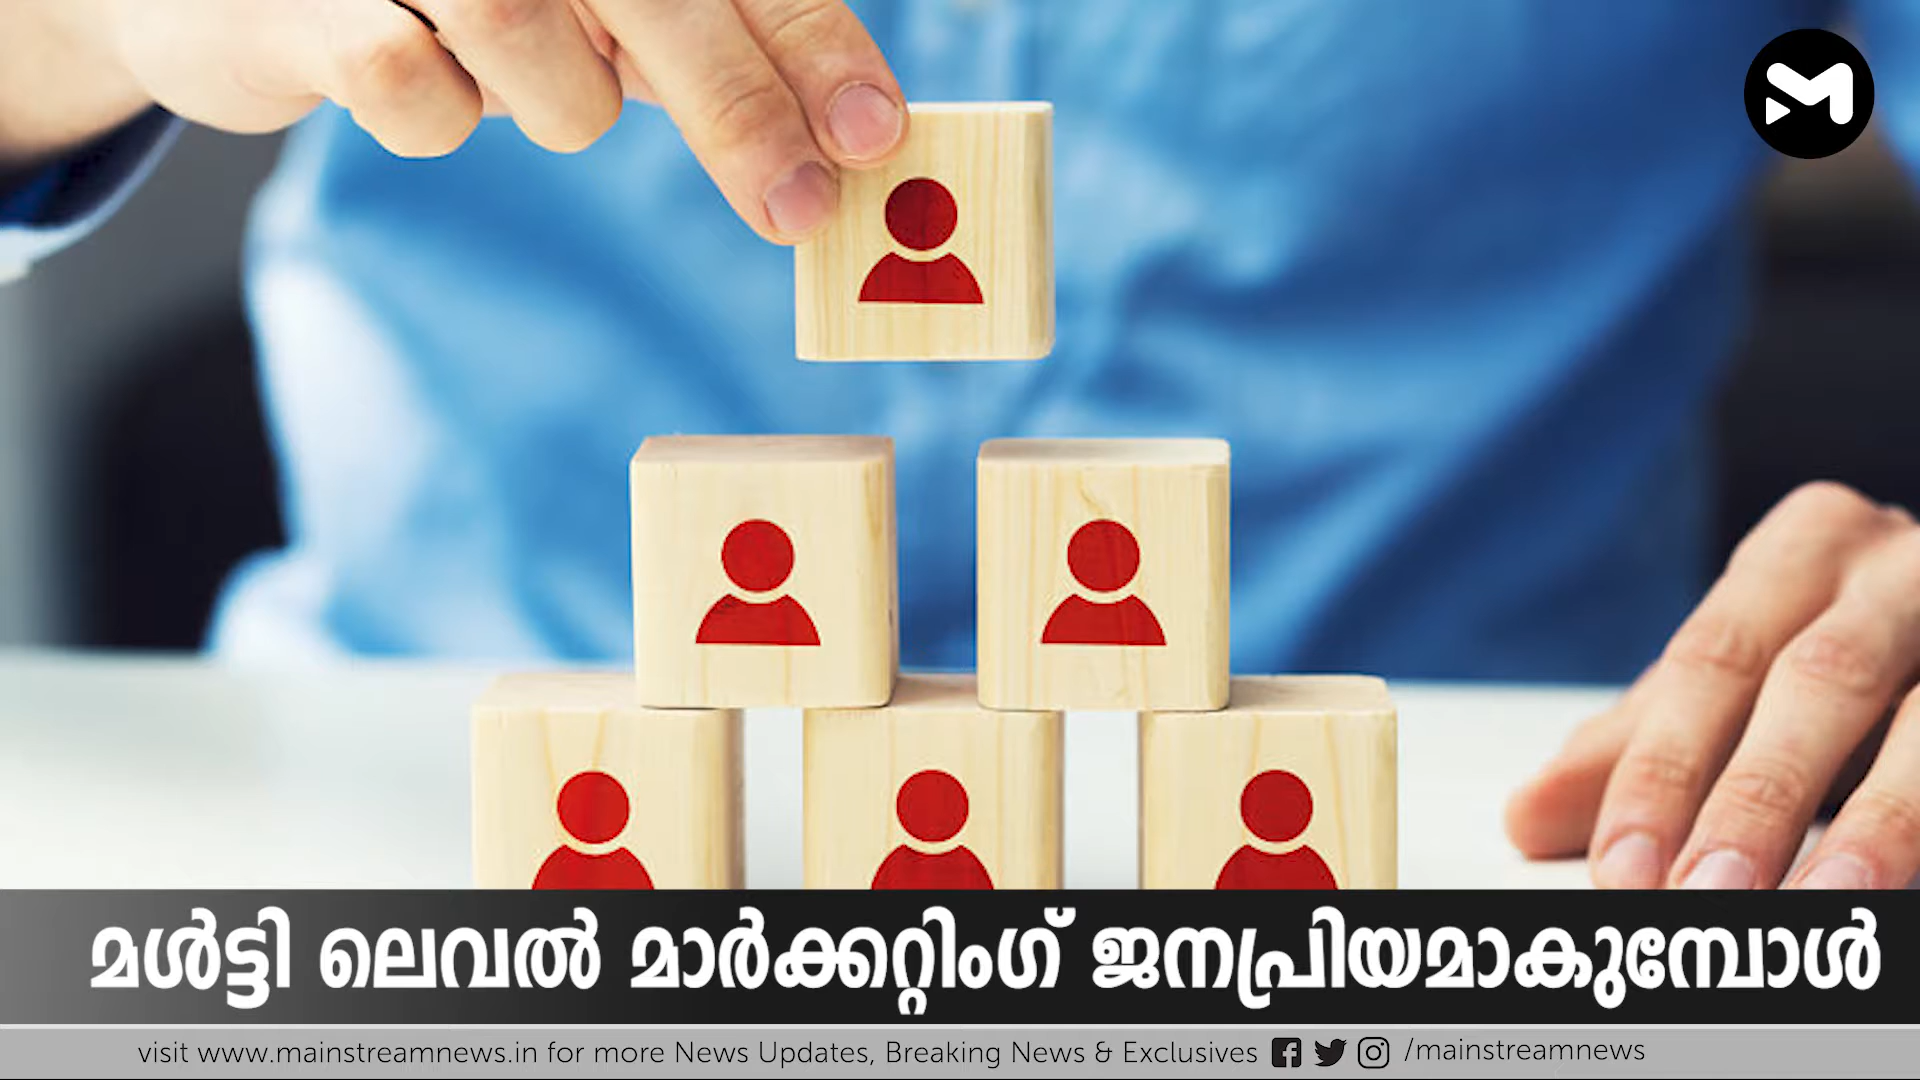 മൾട്ടി ലെവൽ മാർക്കറ്റിംഗ് ജനപ്രിയമാകുമ്പോൾ
visit www.mainstreamnews.in for more News Updates, Breaking News & Exclusives /mainstreamnews